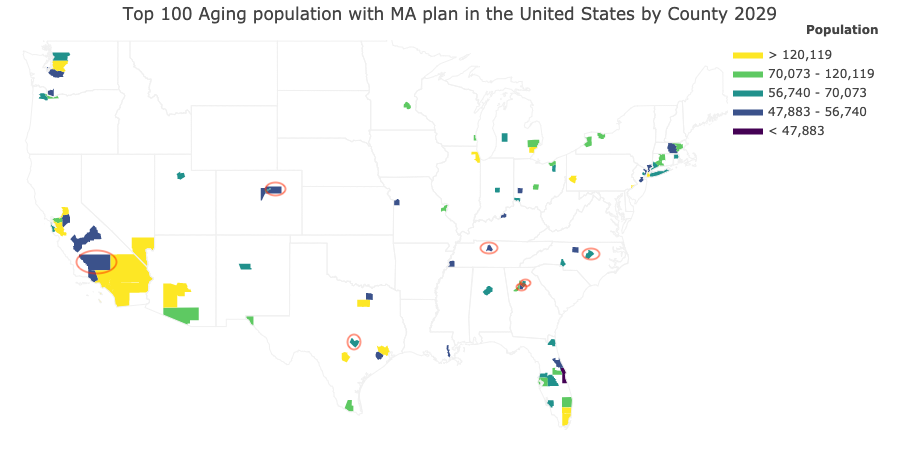 Top 100 Aging population with MA plan in the United States by County 2029
Population
> 120,119
70,073 - 120,119
56,740 - 70,073
47,883 - 56,740
< 47,883